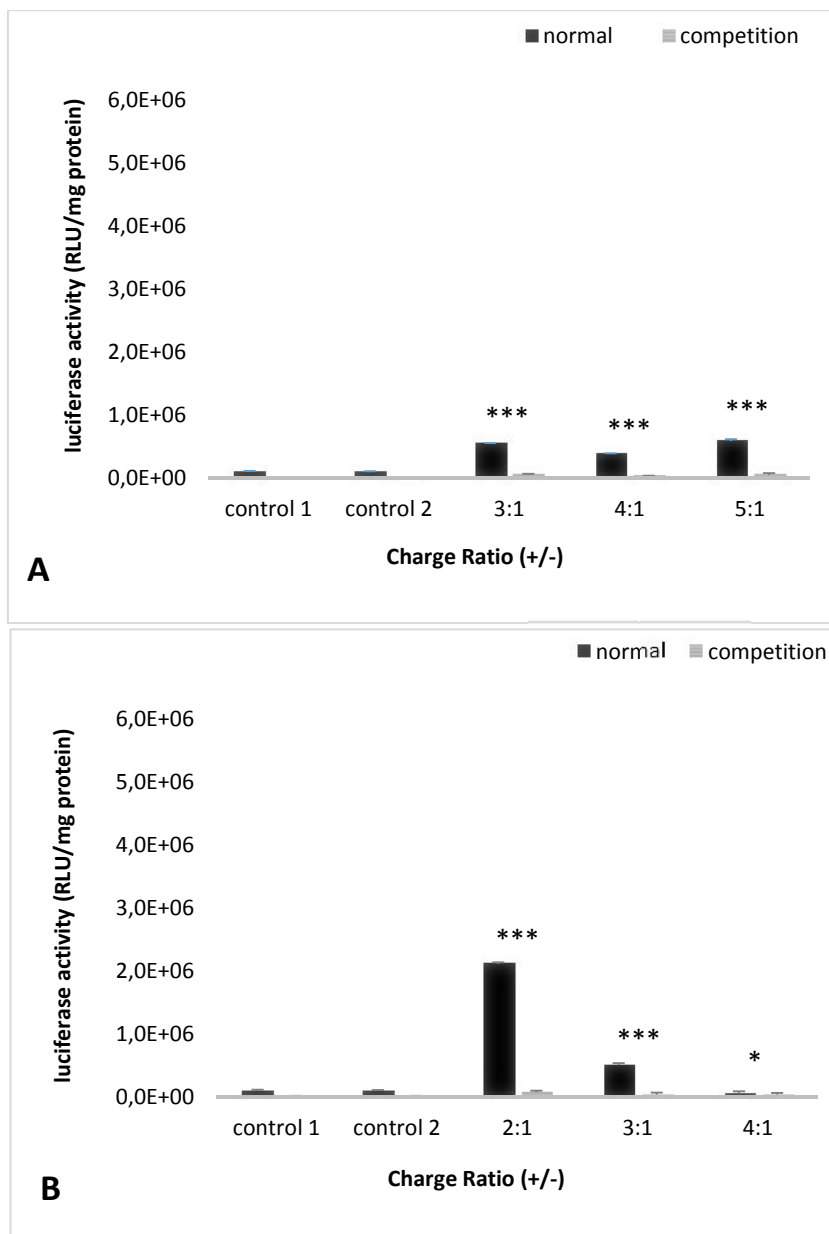 normal competition
luciferase activity (RLU/mg protein)
6,0E+06
5,0E+06
4,0E+06
3,0E+06
2,0E+06
1,0E+06
0,0E+00
*** *** ***
control 1 control 2 3:1 4:1 5:1
Charge Ratio (+/-)
A
normal competition
luciferase activity (RLU/mg protein)
6,0E+06
5,0E+06
4,0E+06
3,0E+06
2,0E+06
1,0E+06
0,0E+00
***
***
*
control 1 control 2 2:1 3:1 4:1
Charge Ratio (+/-)
B